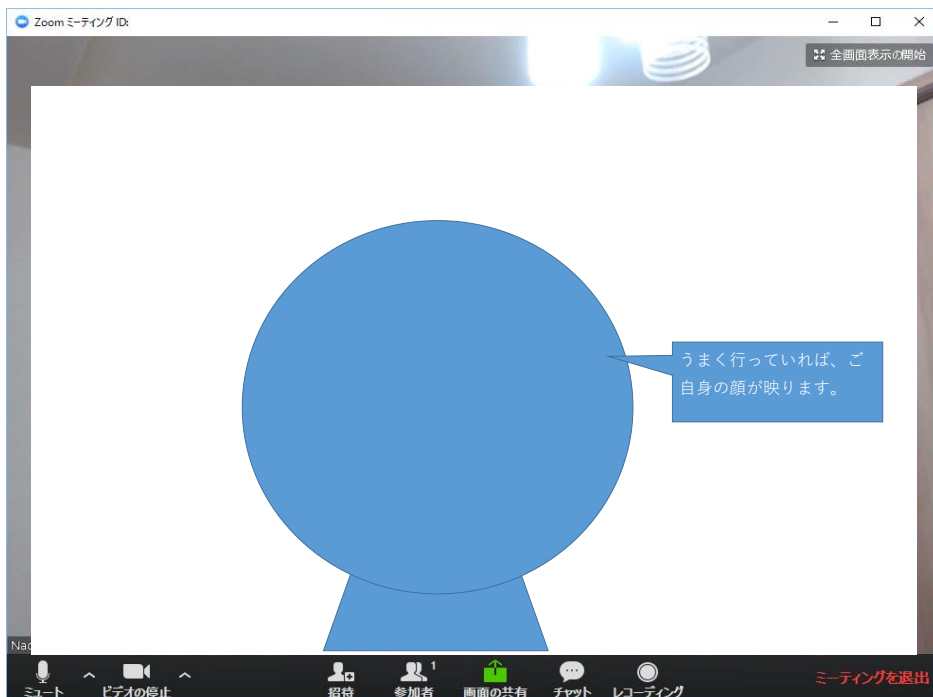 Zoom ミーティング ID:
全画面表示の開始
うまく行っていれば、ご
自身の顔が映ります。
ミュート
ビデオの停止
招待
参加者
1
画面の共有
チャット
レコーディング
ミーティングを退出